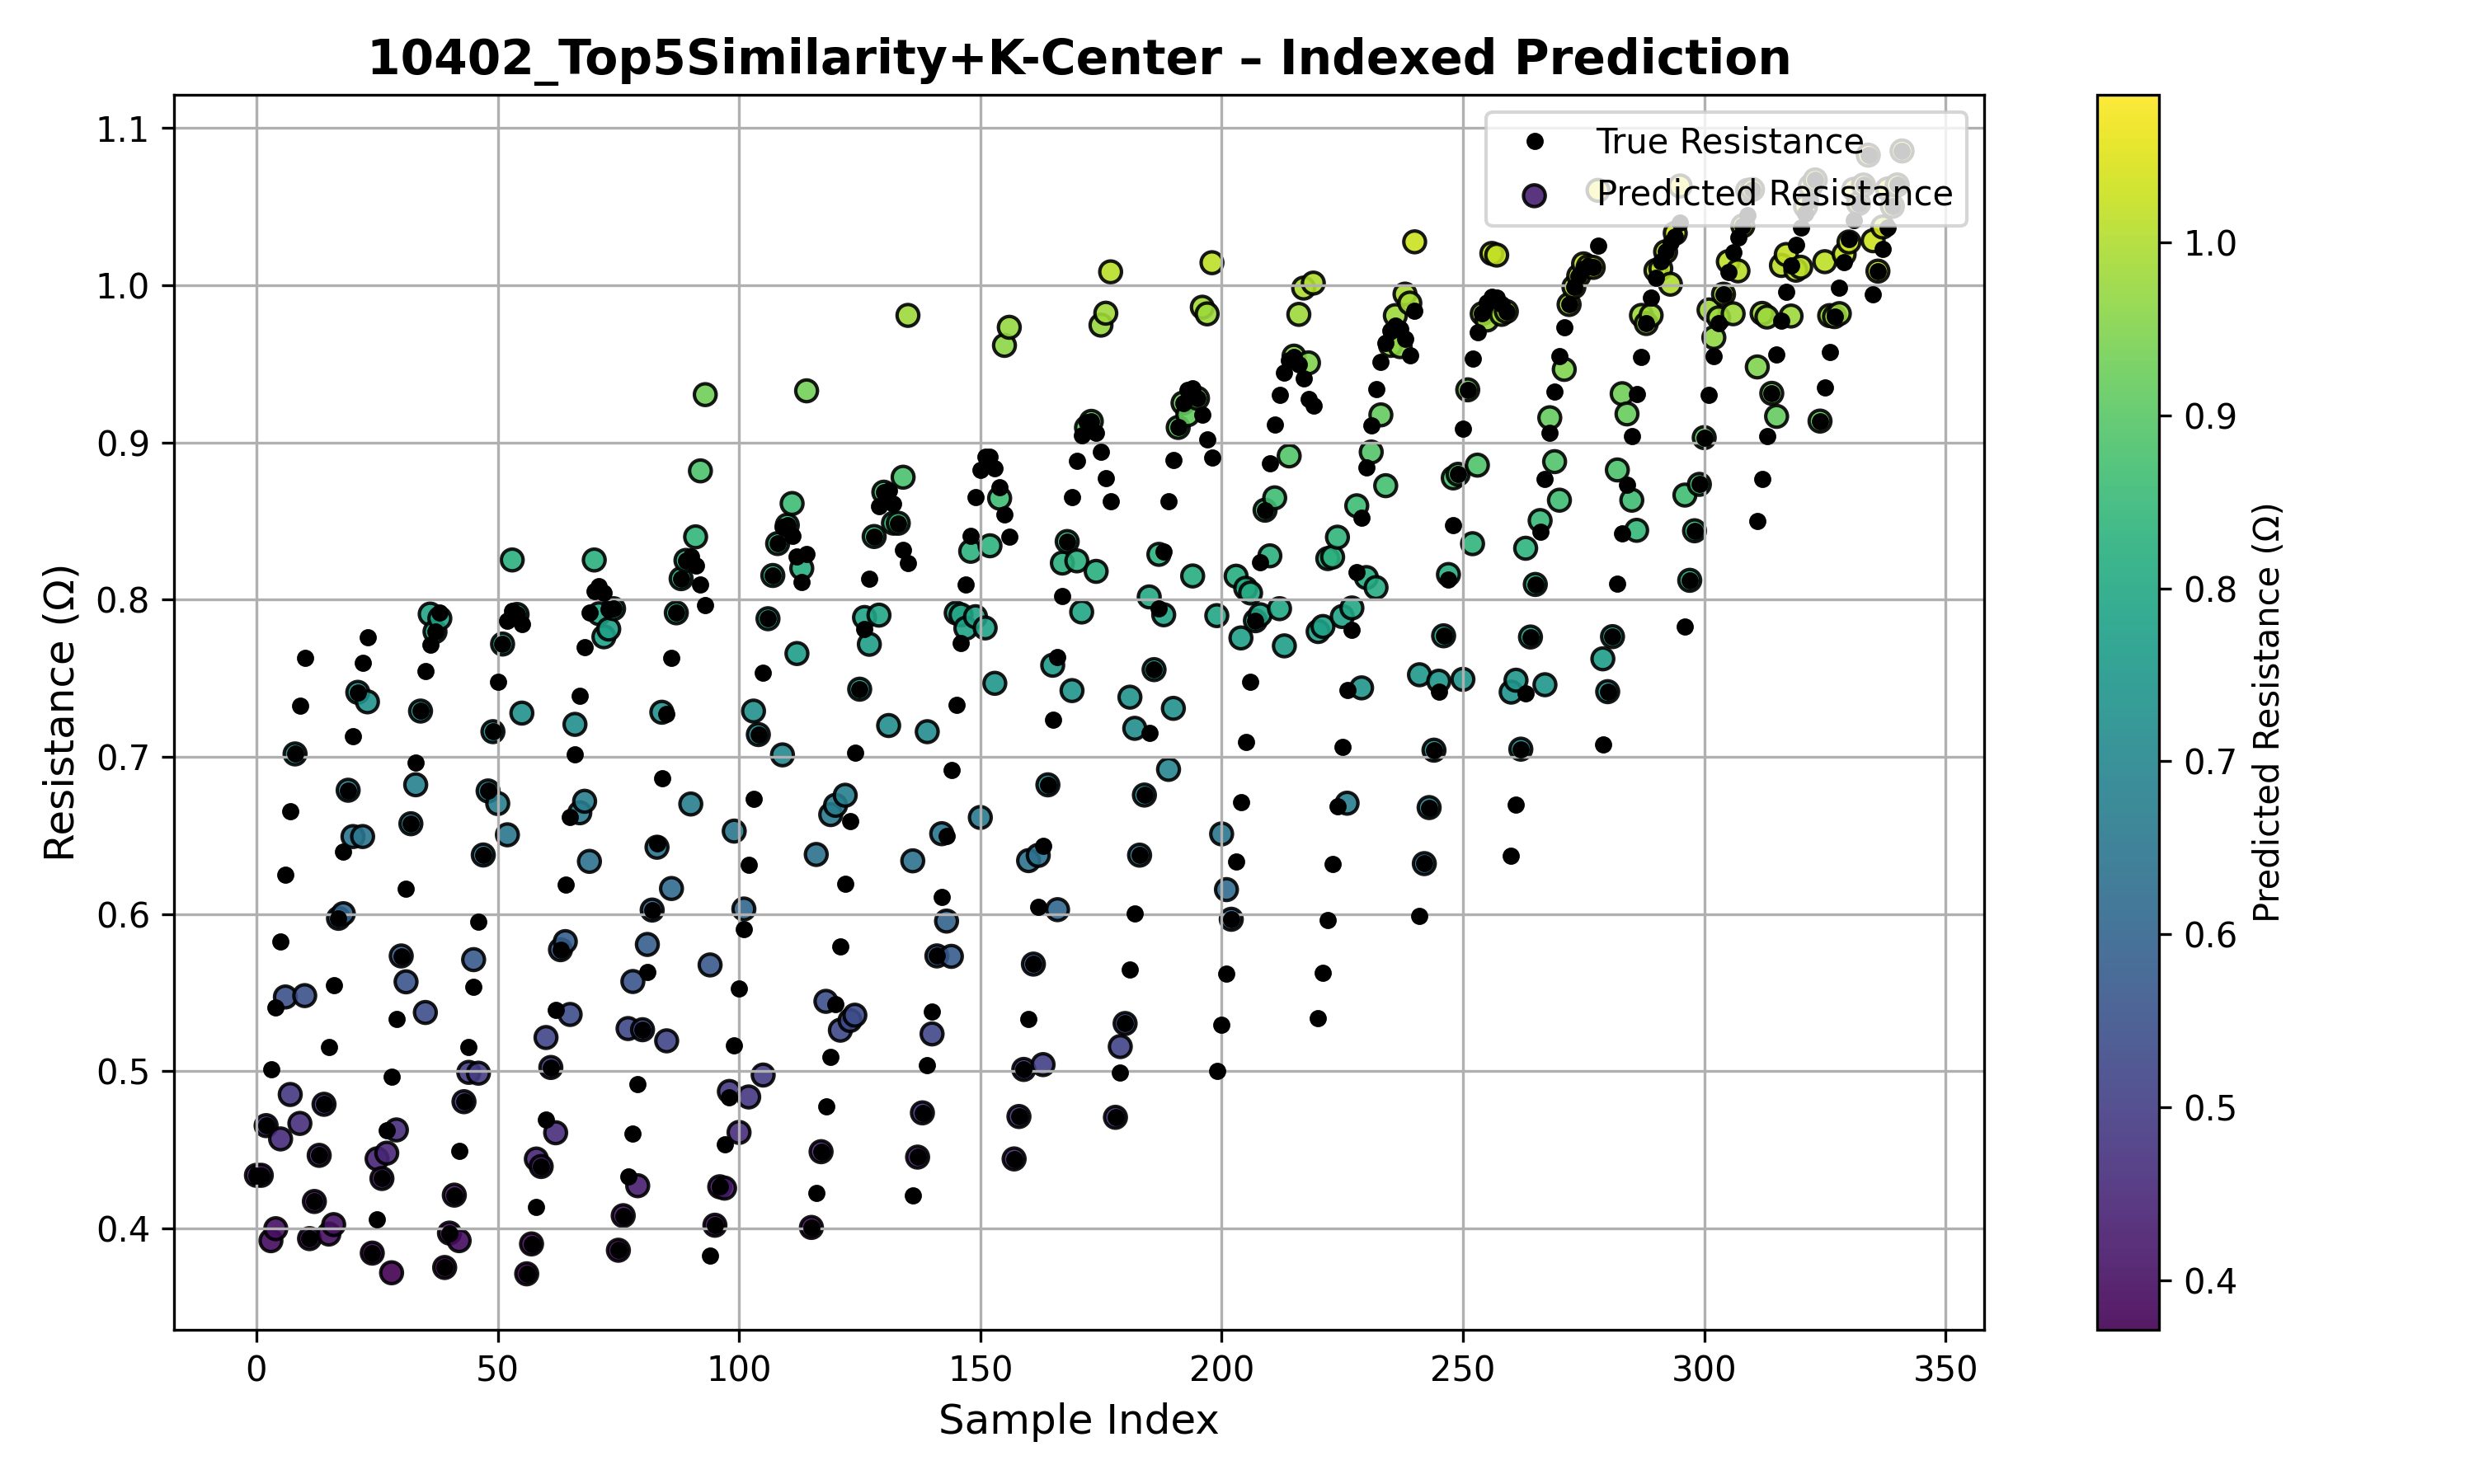 10402_Top5Similarity+K-Center – Indexed Prediction
True Resistance
Predicted Resistance
Resistance (Ω)
1.1
1.0
0.9
0.8
0.7
0.6
0.5
0.4
0 50 100 150 200 250 300 350
Sample Index
1.0
0.9
0.8
0.7
0.6
0.5
0.4
Predicted Resistance (Ω)